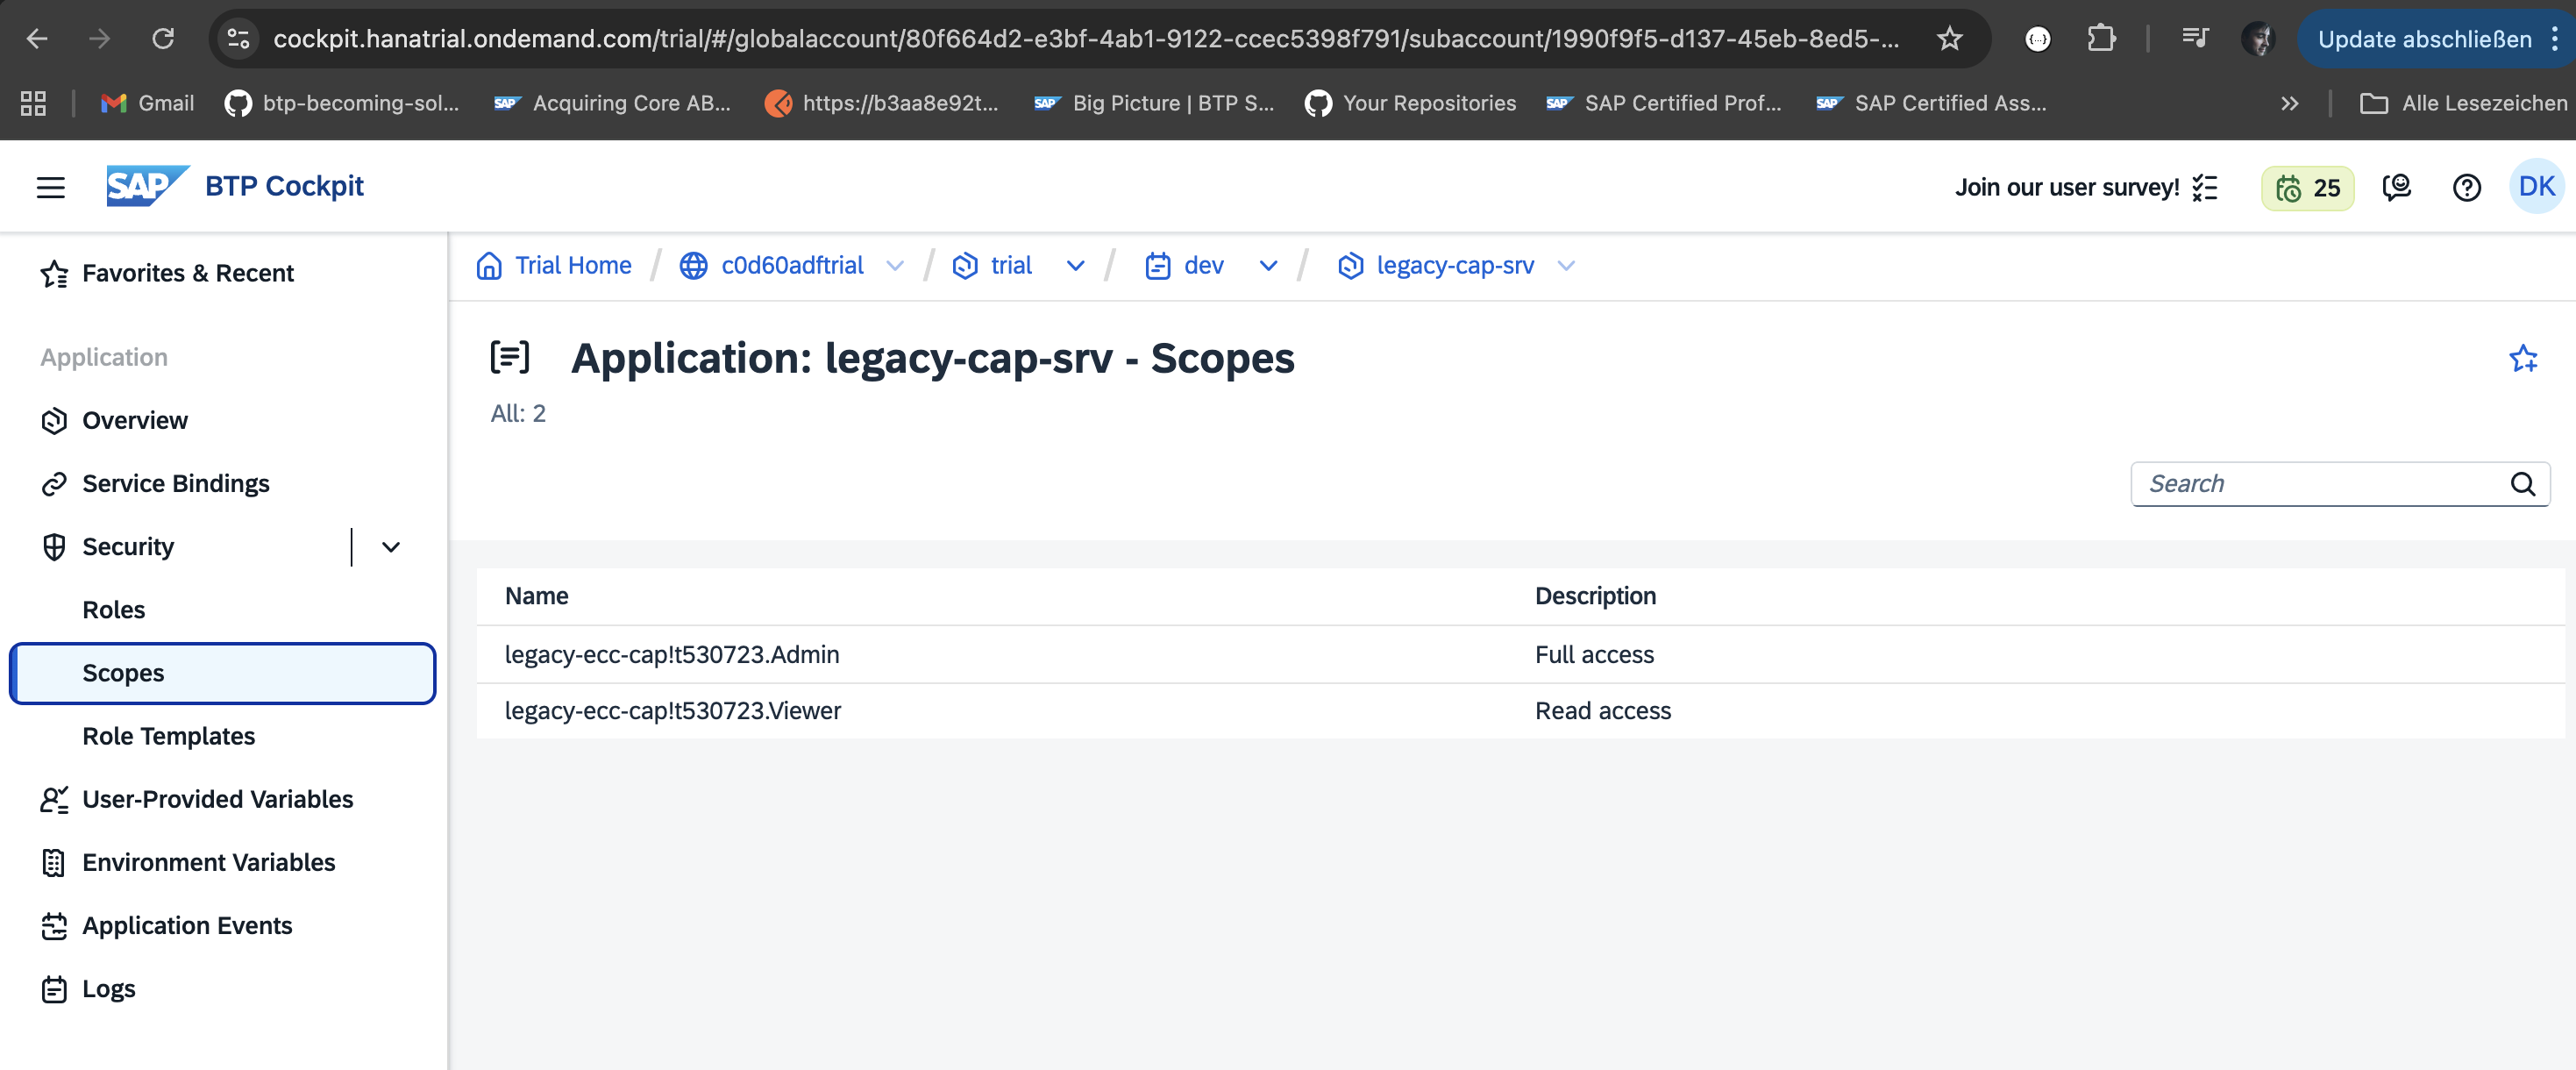 cockpit.hanatrial.ondemand.com/trial/#/globalaccount/80f664d2-e3bf-4ab1-9122-ccec5398f791/subaccount/1990f9f5-d137-45eb-8ed5-...
Update abschließen
Gmail
btp-becoming-sol...
SAP Acquiring Core AB...
https://b3aa8e92t...
SAP Big Picture | BTP S...
Your Repositories
SAP SAP Certified Prof...
SAP SAP Certified Ass...
»
Alle Lesezeichen
SAP BTP Cockpit
Join our user survey!
25
DK
Favorites & Recent
Application
Overview
Service Bindings
Security
Roles
Scopes
Role Templates
User-Provided Variables
Environment Variables
Application Events
Logs
Trial Home / c0d60adftrial / trial / dev / legacy-cap-srv
Application: legacy-cap-srv - Scopes
All: 2
Search
Name Description
legacy-ecc-cap!t530723.Admin Full access
legacy-ecc-cap!t530723.Viewer Read access